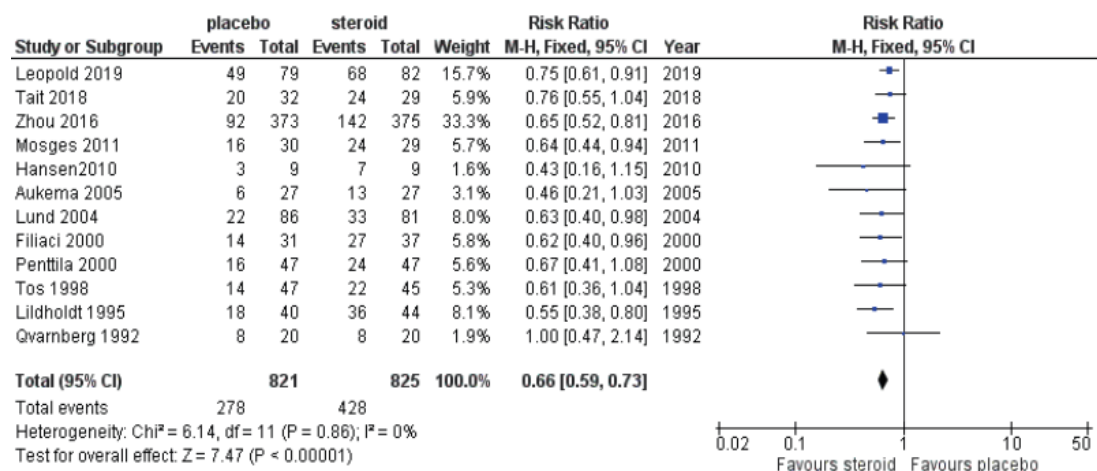 placebo steroid Risk Ratio Risk Ratio
Study or Subgroup Events Total Events Total Weight M-H, Fixed, 95% CI Year M-H, Fixed, 95% CI
Leopold 2019 49 79 68 82 15.7% 0.75 [0.61, 0.91] 2019
Tait 2018 20 32 24 29 5.9% 0.76 [0.55, 1.04] 2018
Zhou 2016 92 373 142 375 33.3% 0.65 [0.52, 0.81] 2016
Mosges 2011 16 30 24 29 5.7% 0.64 [0.44, 0.94] 2011
Hansen2010 3 9 7 9 1.6% 0.43 [0.16, 1.15] 2010
Aukema 2005 6 27 13 27 3.1% 0.46 [0.21, 1.03] 2005
Lund 2004 22 86 33 81 8.0% 0.63 [0.40, 0.98] 2004
Filiaci 2000 14 31 27 37 5.8% 0.62 [0.40, 0.96] 2000
Penttila 2000 16 47 24 47 5.6% 0.67 [0.41, 1.08] 2000
Tos 1998 14 47 22 45 5.3% 0.61 [0.36, 1.04] 1998
Lildholdt 1995 18 40 36 44 8.1% 0.55 [0.38, 0.80] 1995
Qvarnberg 1992 8 20 8 20 1.9% 1.00 [0.47, 2.14] 1992
Total (95% CI) 821 825 100.0% 0.66 [0.59, 0.73]
Total events 278 428
Heterogeneity: Chi² = 6.14, df = 11 (P = 0.86); I² = 0%
Test for overall effect: Z = 7.47 (P < 0.00001)
0.02 0.1 1 10 50
Favours steroid Favours placebo